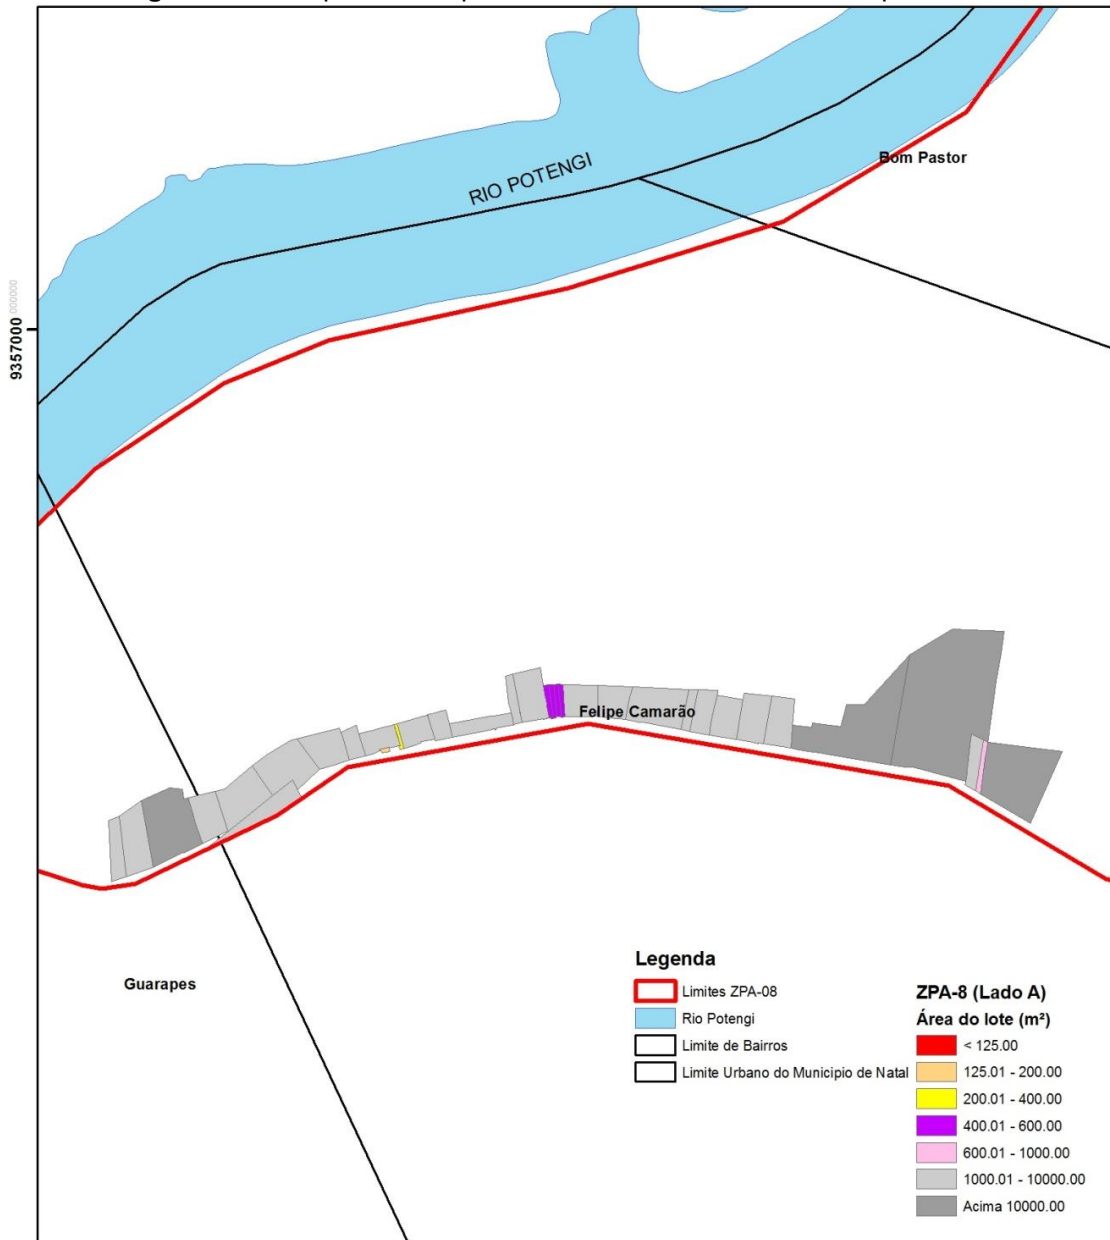 Bom Pastor
RIO POTENGI
9357000
000000
Felipe Camarão
Guarapes
Legenda
Limites ZPA-08
Rio Potengi
Limite de Bairros
Limite Urbano do Municipio de Natal
ZPA-8 (Lado A)
Área do lote (m²)
< 125.00
125.01 - 200.00
200.01 - 400.00
400.01 - 600.00
600.01 - 1000.00
1000.01 - 10000.00
Acima 10000.00